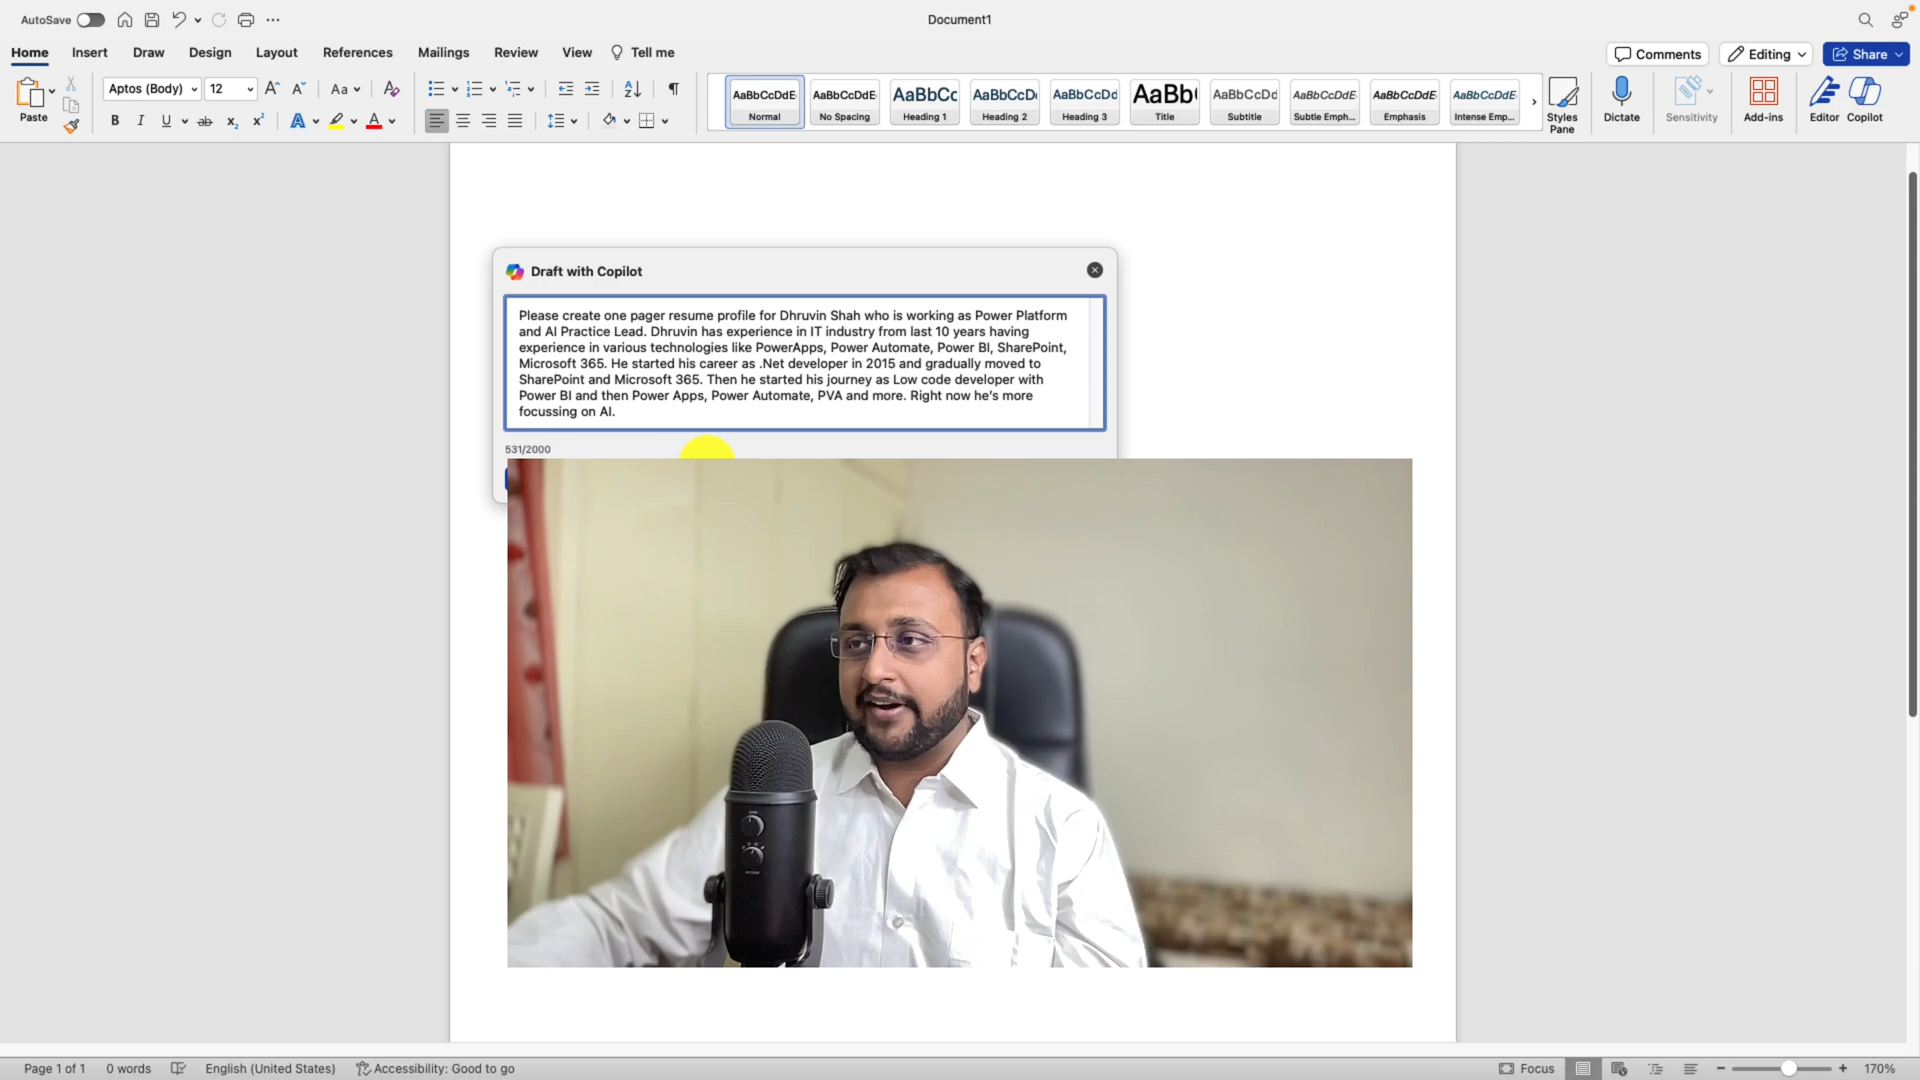 AutoSave
Document1
Home Insert Draw Design Layout References Mailings Review View Tell me
Comments Editing Share
Paste
Aptos (Body) 12 Aa
AaBbCcDdE AaBbCcDdE AaBbCc AaBbCcD AaBbCcDd AaBb AaBbCcDd AaBbCcDdE AaBbCcDdE AaBbCcDdE
Normal No Spacing Heading 1 Heading 2 Heading 3 Title Subtitle Subtle Emph... Emphasis Intense Emp...
Styles
Pane
Dictate Sensitivity Add-ins Editor Copilot
B I U ab x₂ x² A A
Draft with Copilot
Please create one pager resume profile for Dhruvin Shah who is working as Power Platform
and AI Practice Lead. Dhruvin has experience in IT industry from last 10 years having
experience in various technologies like PowerApps, Power Automate, Power BI, SharePoint,
Microsoft 365. He started his career as .Net developer in 2015 and gradually moved to
SharePoint and Microsoft 365. Then he started his journey as Low code developer with
Power BI and then Power Apps, Power Automate, PVA and more. Right now he's more
focussing on AI.
531/2000
Page 1 of 1 0 words English (United States) Accessibility: Good to go Focus 170%